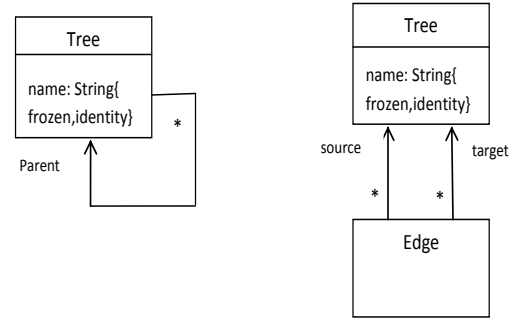 Tree
name: String{
frozen,identity}
*
Parent
Tree
name: String{
frozen,identity}
source
target
*
*
Edge